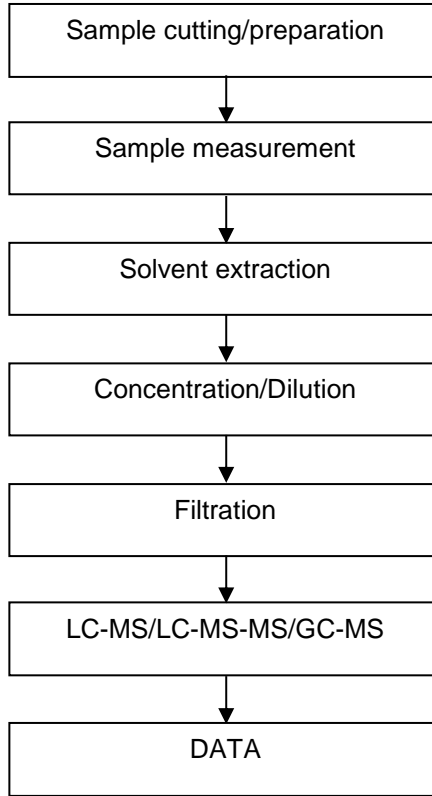 Sample cutting/preparation
Sample measurement
Solvent extraction
Concentration/Dilution
Filtration
LC-MS/LC-MS-MS/GC-MS
DATA